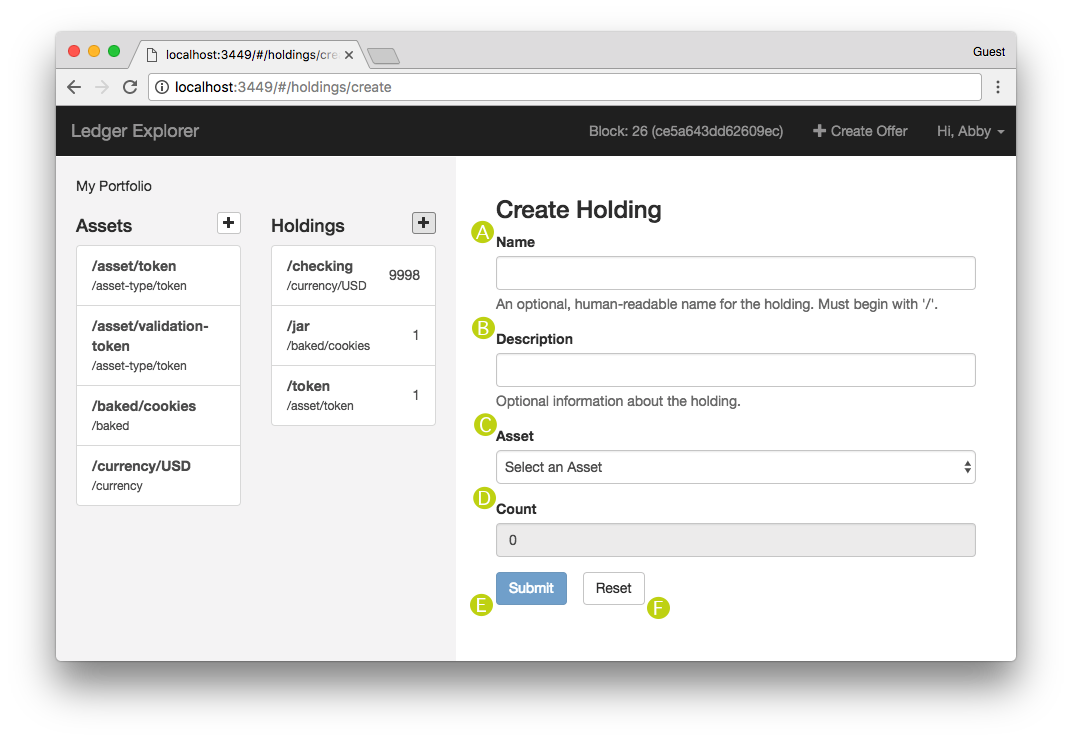 localhost:3449/#/holdings/cre
Guest
localhost:3449/#/holdings/create
Ledger Explorer
Block: 26 (ce5a643dd62609ec)
Create Offer
Hi, Abby
My Portfolio
Assets
/asset/token
/asset-type/token
/asset/validation-
token
/asset-type/token
/baked/cookies
/baked
/currency/USD
/currency
Holdings
/checking
9998
/currency/USD
/jar
1
/baked/cookies
/token
1
/asset/token
Create Holding
A
Name
An optional, human-readable name for the holding. Must begin with '/'.
B
Description
Optional information about the holding.
C
Asset
Select an Asset
D
Count
0
Submit
Reset
E
F